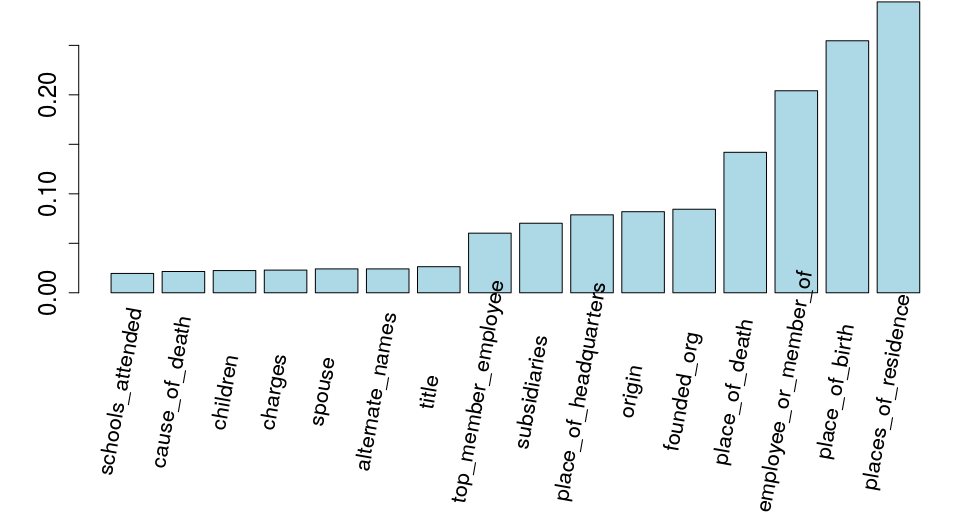 0.20
0.10
0.00
schools_attended
cause_of_death
children
charges
spouse
alternate_names
title
top_member_employee
subsidiaries
place_of_headquarters
origin
founded_org
place_of_death
employee_or_member_of
place_of_birth
places_of_residence